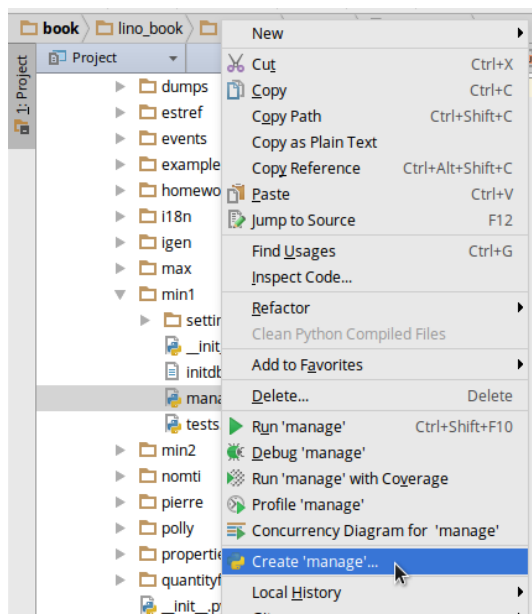 book
lino_book
1: Project
Project
dumps
estref
events
example
homewo
i18n
igen
max
min1
settin
__init_
initdb
mana
tests.
min2
nomti
pierre
polly
propertie
quantityf
__init__.p
New
Cut Ctrl+X
Copy Ctrl+C
Copy Path Ctrl+Shift+C
Copy as Plain Text
Copy Reference Ctrl+Alt+Shift+C
Paste Ctrl+V
Jump to Source F12
Find Usages Ctrl+G
Inspect Code...
Refactor
Clean Python Compiled Files
Add to Favorites
Delete... Delete
Run 'manage' Ctrl+Shift+F10
Debug 'manage'
Run 'manage' with Coverage
Profile 'manage'
Concurrency Diagram for 'manage'
Create 'manage'...
Local History